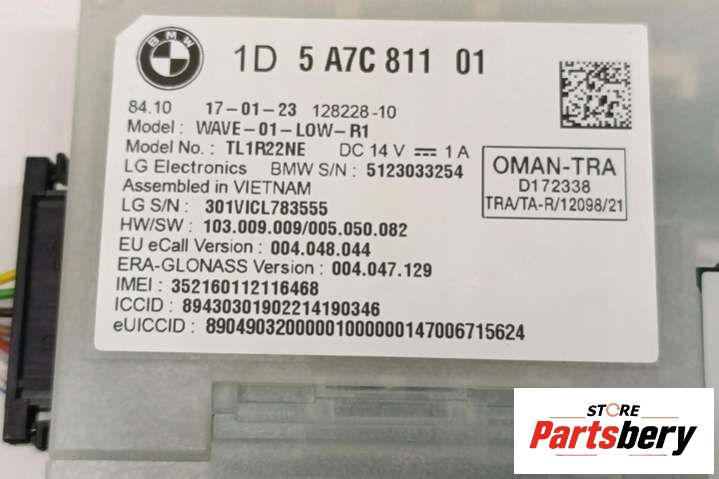 BMW
1D 5 A7C 811 01
84.10 17-01-23 128228-10
Model: WAVE-01-LOW-R1
Model No.: TL1R22NE DC 14 V 1 A
LG Electronics BMW S/N: 5123033254
Assembled in VIETNAM
LG S/N: 301VICL783555
HW/SW: 103.009.009/005.050.082
EU eCall Version: 004.048.044
ERA-GLONASS Version: 004.047.129
IMEI: 352160112116468
ICCID: 89430301902214190346
eUICCID: 89049032000001000000147006715624
OMAN-TRA
D172338
TRA/TA-R/12098/21
STORE
Partsbery